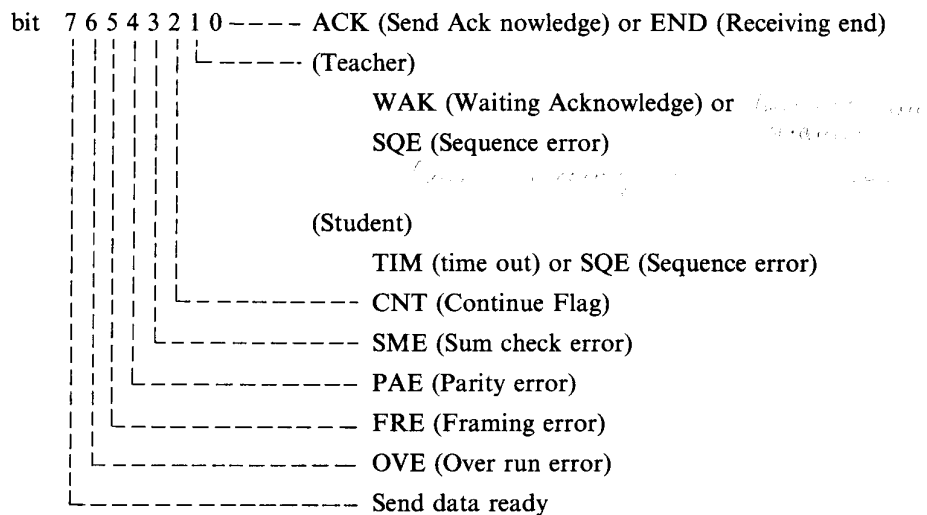 bit 7 6 5 4 3 2 1 0 ---- ACK (Send Ack nowledge) or END (Receiving end)
(Teacher)
WAK (Waiting Acknowledge) or
SQE (Sequence error)
(Student)
TIM (time out) or SQE (Sequence error)
CNT (Continue Flag)
SME (Sum check error)
PAE (Parity error)
FRE (Framing error)
OVE (Over run error)
Send data ready